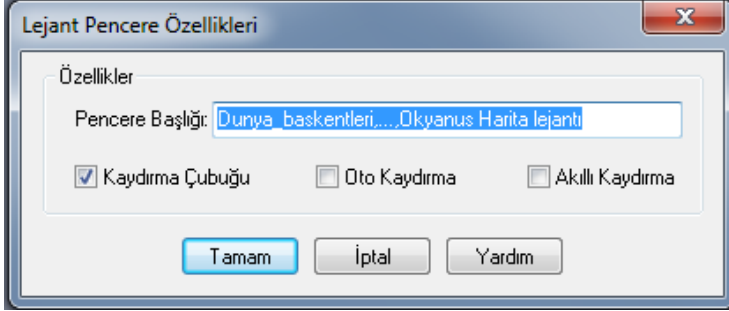 Lejant Pencere Özellikleri
Özellikler
Pencere Başlığı: Dunya_baskentleri,...,Okyanus Harita lejantı
Kaydırma Çubuğu Oto Kaydırma Akıllı Kaydırma
Tamam İptal Yardım